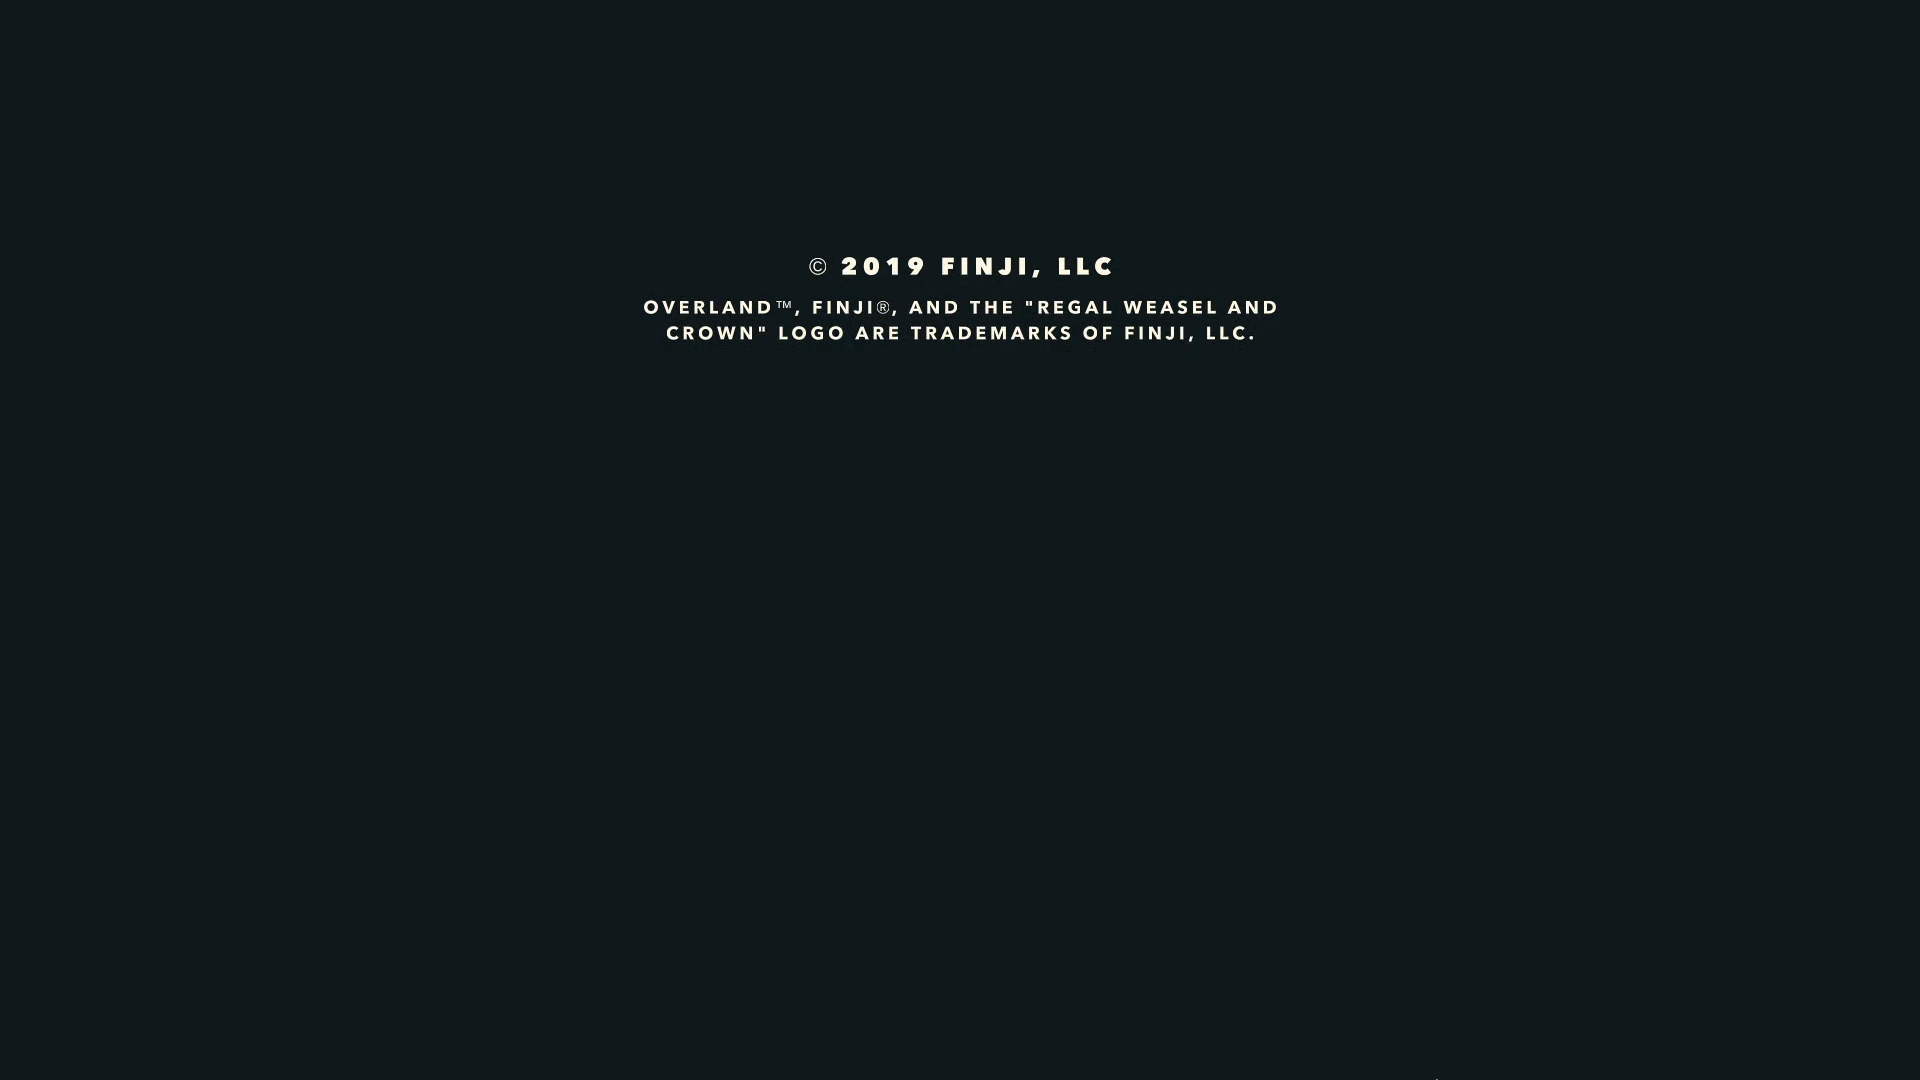 © 2019 FINJI, LLC
OVERLAND™, FINJI®, AND THE "REGAL WEASEL AND
CROWN" LOGO ARE TRADEMARKS OF FINJI, LLC.